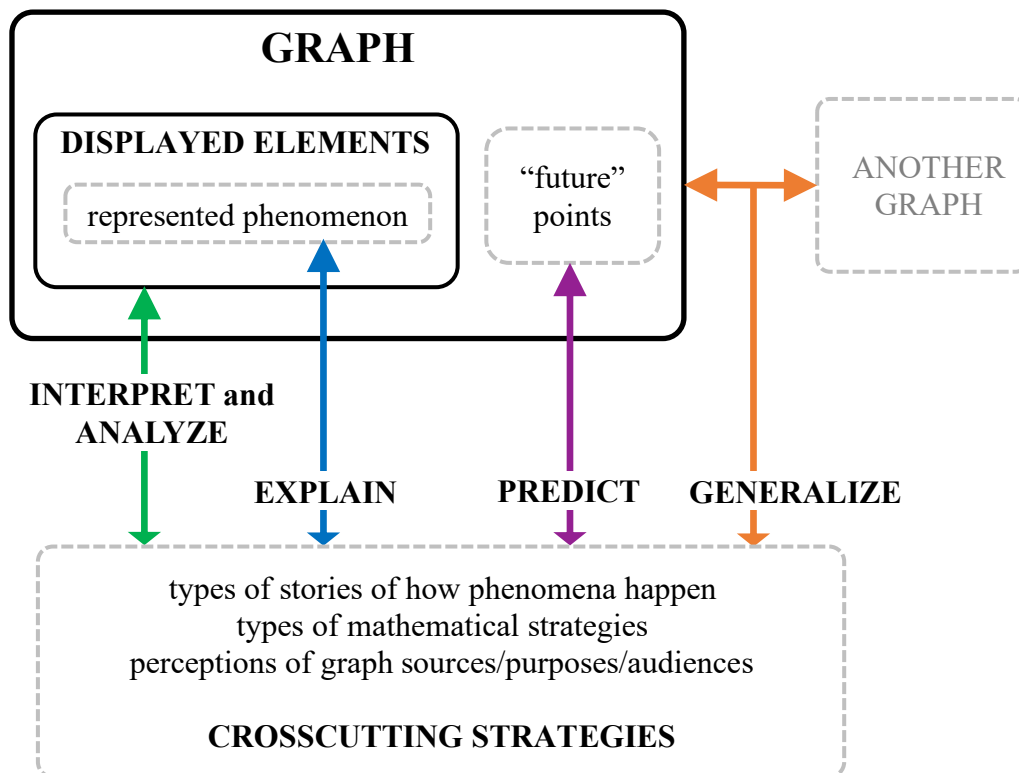 GRAPH
DISPLAYED ELEMENTS
represented phenomenon
“future”
points
ANOTHER
GRAPH
INTERPRET and
ANALYZE
EXPLAIN
PREDICT
GENERALIZE
types of stories of how phenomena happen
types of mathematical strategies
perceptions of graph sources/purposes/audiences
CROSSCUTTING STRATEGIES